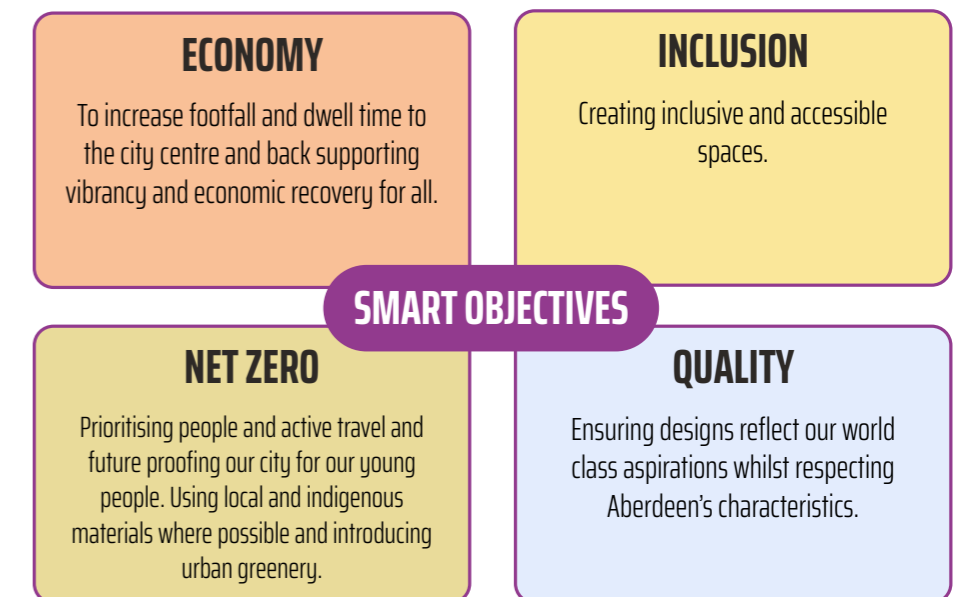 ECONOMY
To increase footfall and dwell time to
the city centre and back supporting
vibrancy and economic recovery for all.
INCLUSION
Creating inclusive and accessible
spaces.
SMART OBJECTIVES
NET ZERO
Prioritising people and active travel and
future proofing our city for our young
people. Using local and indigenous
materials where possible and introducing
urban greenery.
QUALITY
Ensuring designs reflect our world
class aspirations whilst respecting
Aberdeen’s characteristics.